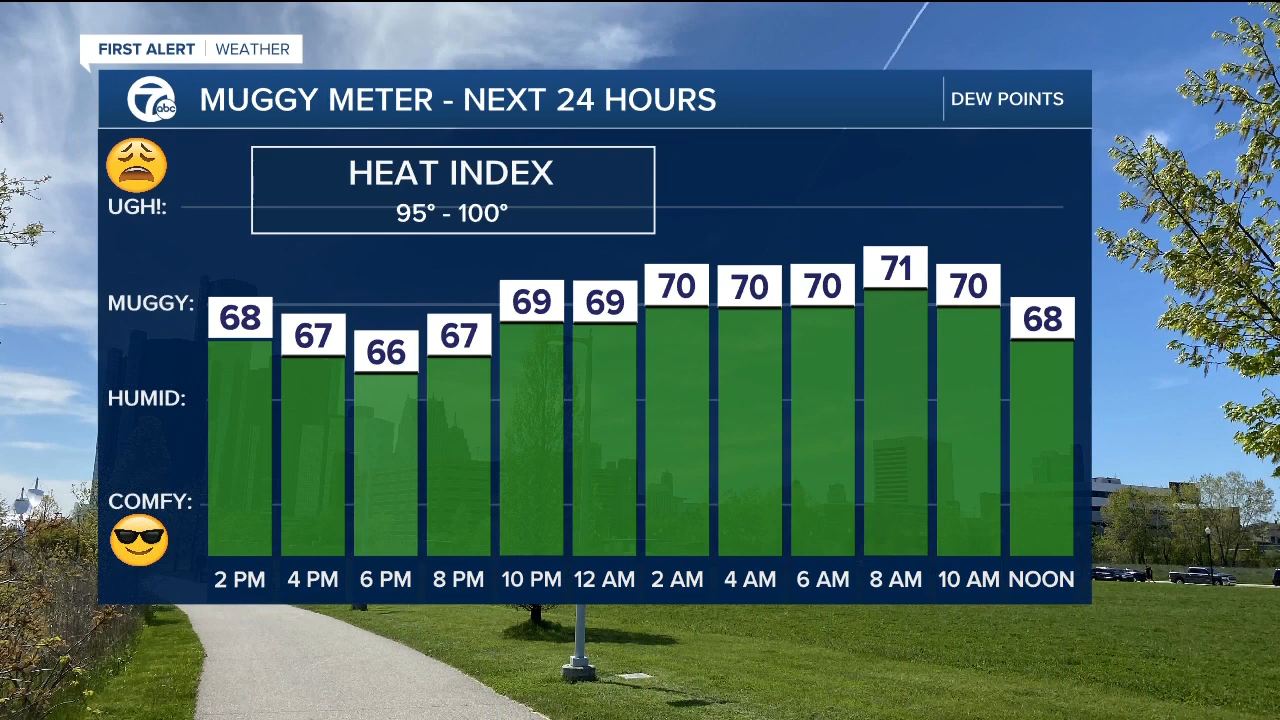 FIRST ALERT | WEATHER
7 abc MUGGY METER - NEXT 24 HOURS
DEW POINTS
UGH!:
HEAT INDEX
95° - 100°
MUGGY:
HUMID:
COMFY:
68 67 66 67 69 69 70 70 70 71 70 68
2 PM 4 PM 6 PM 8 PM 10 PM 12 AM 2 AM 4 AM 6 AM 8 AM 10 AM NOON